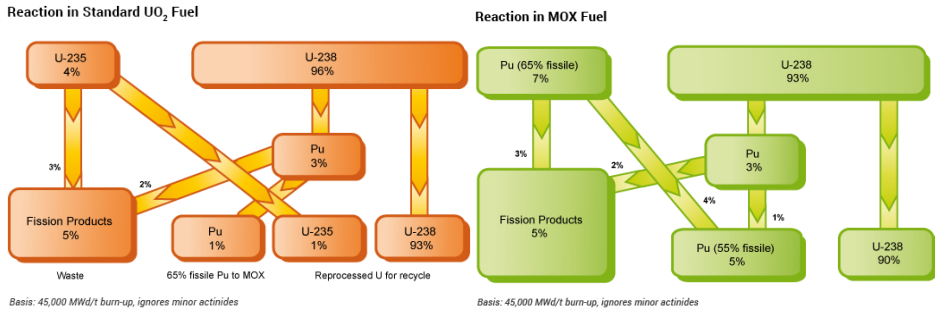 Reaction in Standard UO₂ Fuel
U-235
4%
U-238
96%
Pu
3%
3%
2%
Fission Products
5%
Pu
1%
U-235
1%
U-238
93%
Waste
65% fissile Pu to MOX
Reprocessed U for recycle
Basis: 45,000 MWd/t burn-up, ignores minor actinides
Reaction in MOX Fuel
Pu (65% fissile)
7%
U-238
93%
Pu
3%
3%
2%
4%
1%
Fission Products
5%
Pu (55% fissile)
5%
U-238
90%
Basis: 45,000 MWd/t burn-up, ignores minor actinides